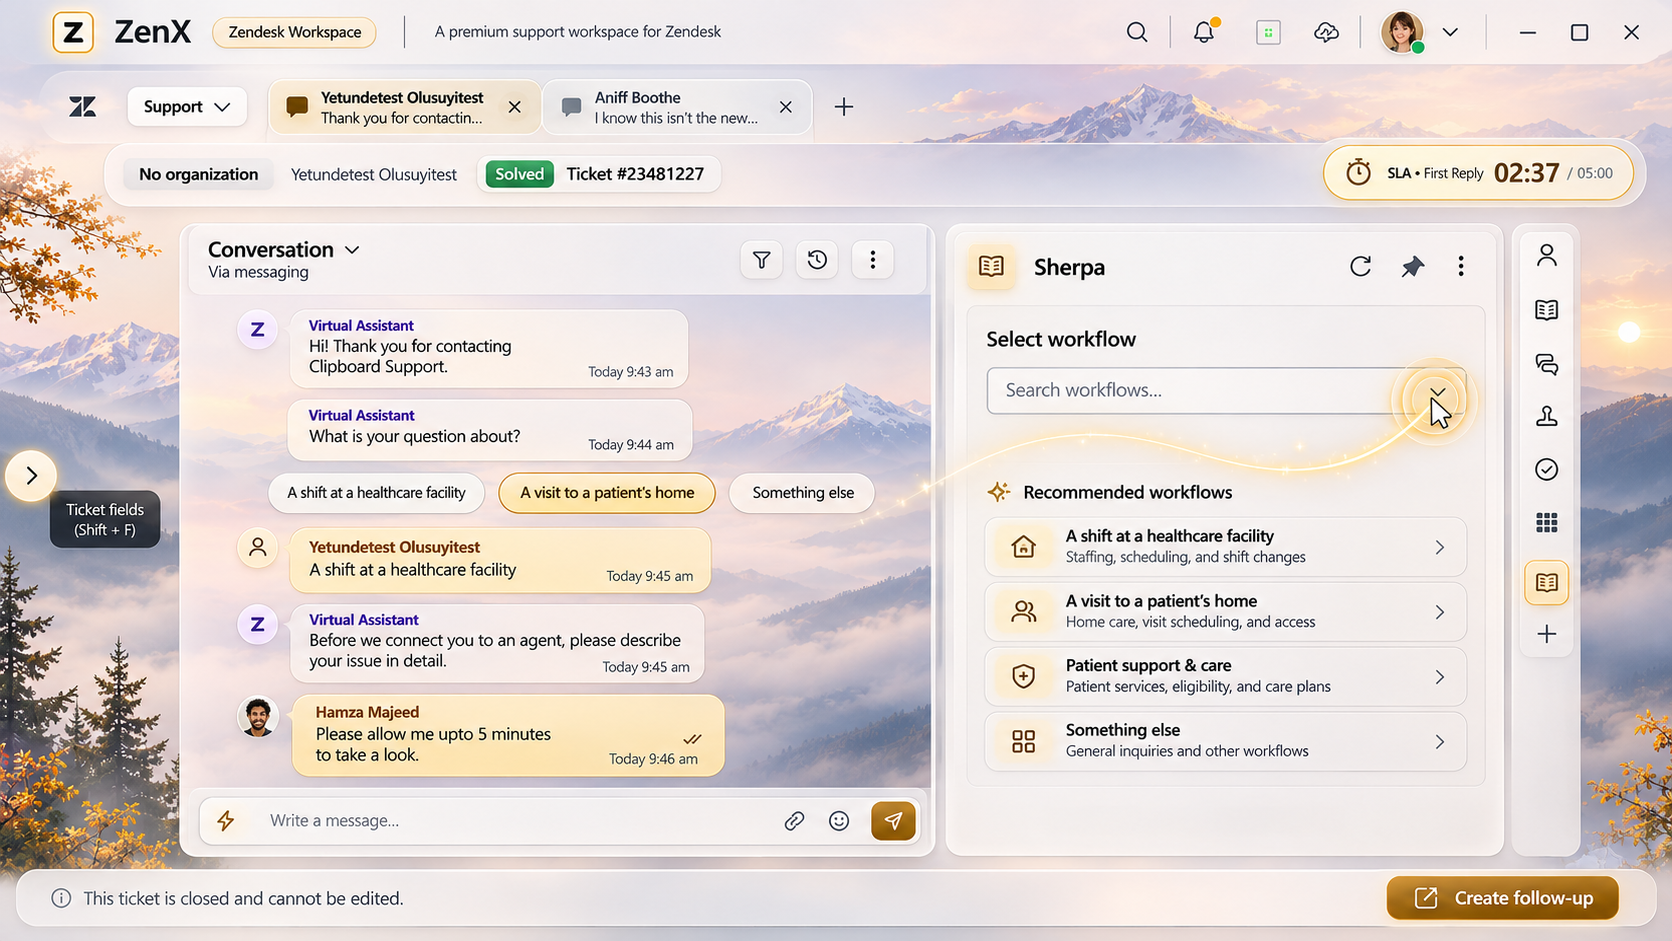 Z ZenX Zendesk Workspace A premium support workspace for Zendesk
Support
Yetundetest Olusuyitest
Thank you for contactin...
Aniff Boothe
I know this isn't the new...
No organization Yetundetest Olusuyitest Solved Ticket #23481227
SLA • First Reply 02:37 / 05:00
Conversation
Via messaging
Z
Virtual Assistant
Hi! Thank you for contacting
Clipboard Support.
Today 9:43 am
Virtual Assistant
What is your question about?
Today 9:44 am
A shift at a healthcare facility
A visit to a patient's home
Something else
Yetundetest Olusuyitest
A shift at a healthcare facility
Today 9:45 am
Z
Virtual Assistant
Before we connect you to an agent, please describe
your issue in detail.
Today 9:45 am
Hamza Majeed
Please allow me upto 5 minutes
to take a look.
Today 9:46 am
Write a message...
Ticket fields
(Shift + F)
Sherpa
Select workflow
Search workflows...
Recommended workflows
A shift at a healthcare facility
Staffing, scheduling, and shift changes
A visit to a patient's home
Home care, visit scheduling, and access
Patient support & care
Patient services, eligibility, and care plans
Something else
General inquiries and other workflows
This ticket is closed and cannot be edited.
Create follow-up